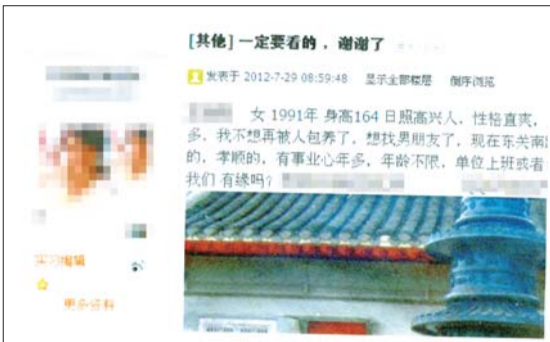 [其他] 一定要看的，谢谢了
发表于 2012-7-29 08:59:48 显示全部楼层 倒序浏览
女 1991年 身高164 日照高兴人，性格直爽，
多，我不想再被人包养了，想找男朋友了，现在东关南
的，孝顺的，有事业心年多，年龄不限，单位上班或者
我们 有缘吗？
实习编辑
更多资料